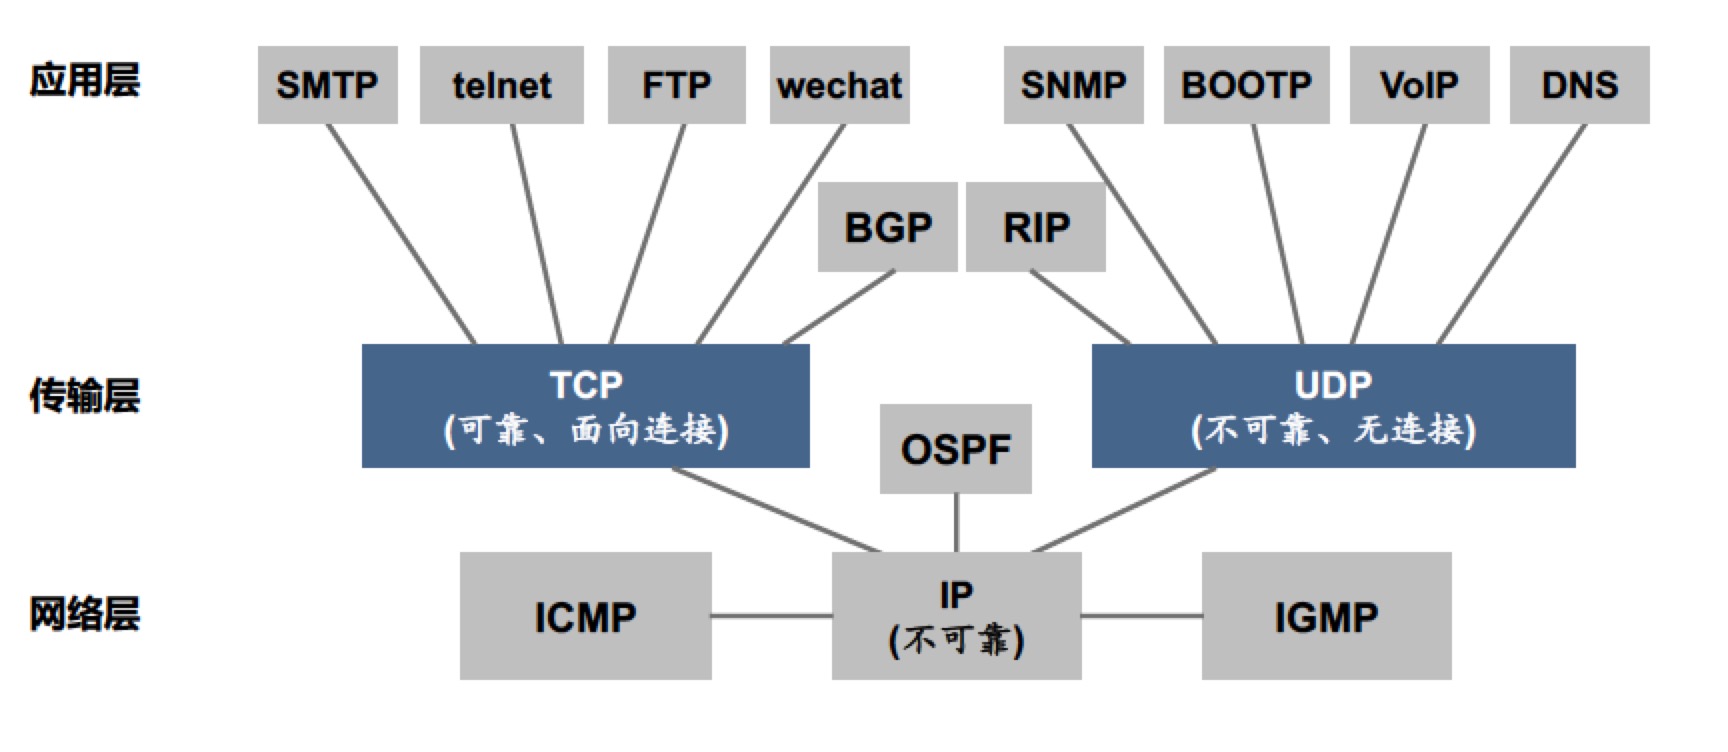 应用层
SMTP
telnet
FTP
wechat
SNMP
BOOTP
VoIP
DNS
BGP
RIP
传输层
TCP
(可靠、面向连接)
UDP
(不可靠、无连接)
OSPF
网络层
ICMP
IP
(不可靠)
IGMP